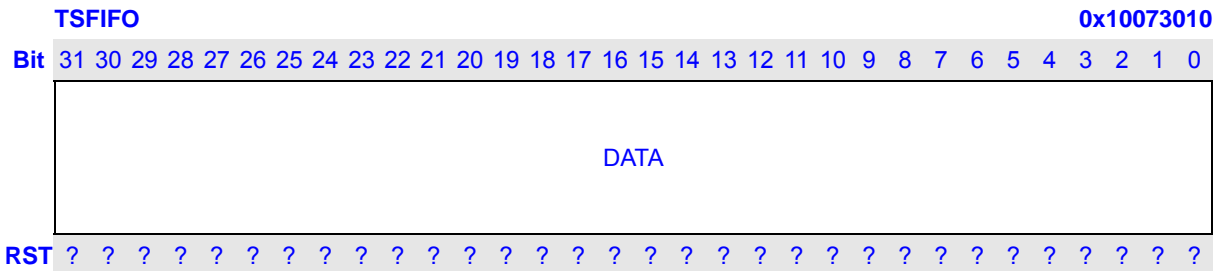 TSFIFO 0x10073010
Bit 31 30 29 28 27 26 25 24 23 22 21 20 19 18 17 16 15 14 13 12 11 10 9 8 7 6 5 4 3 2 1 0
DATA
RST ? ? ? ? ? ? ? ? ? ? ? ? ? ? ? ? ? ? ? ? ? ? ? ? ? ? ? ? ? ? ? ?